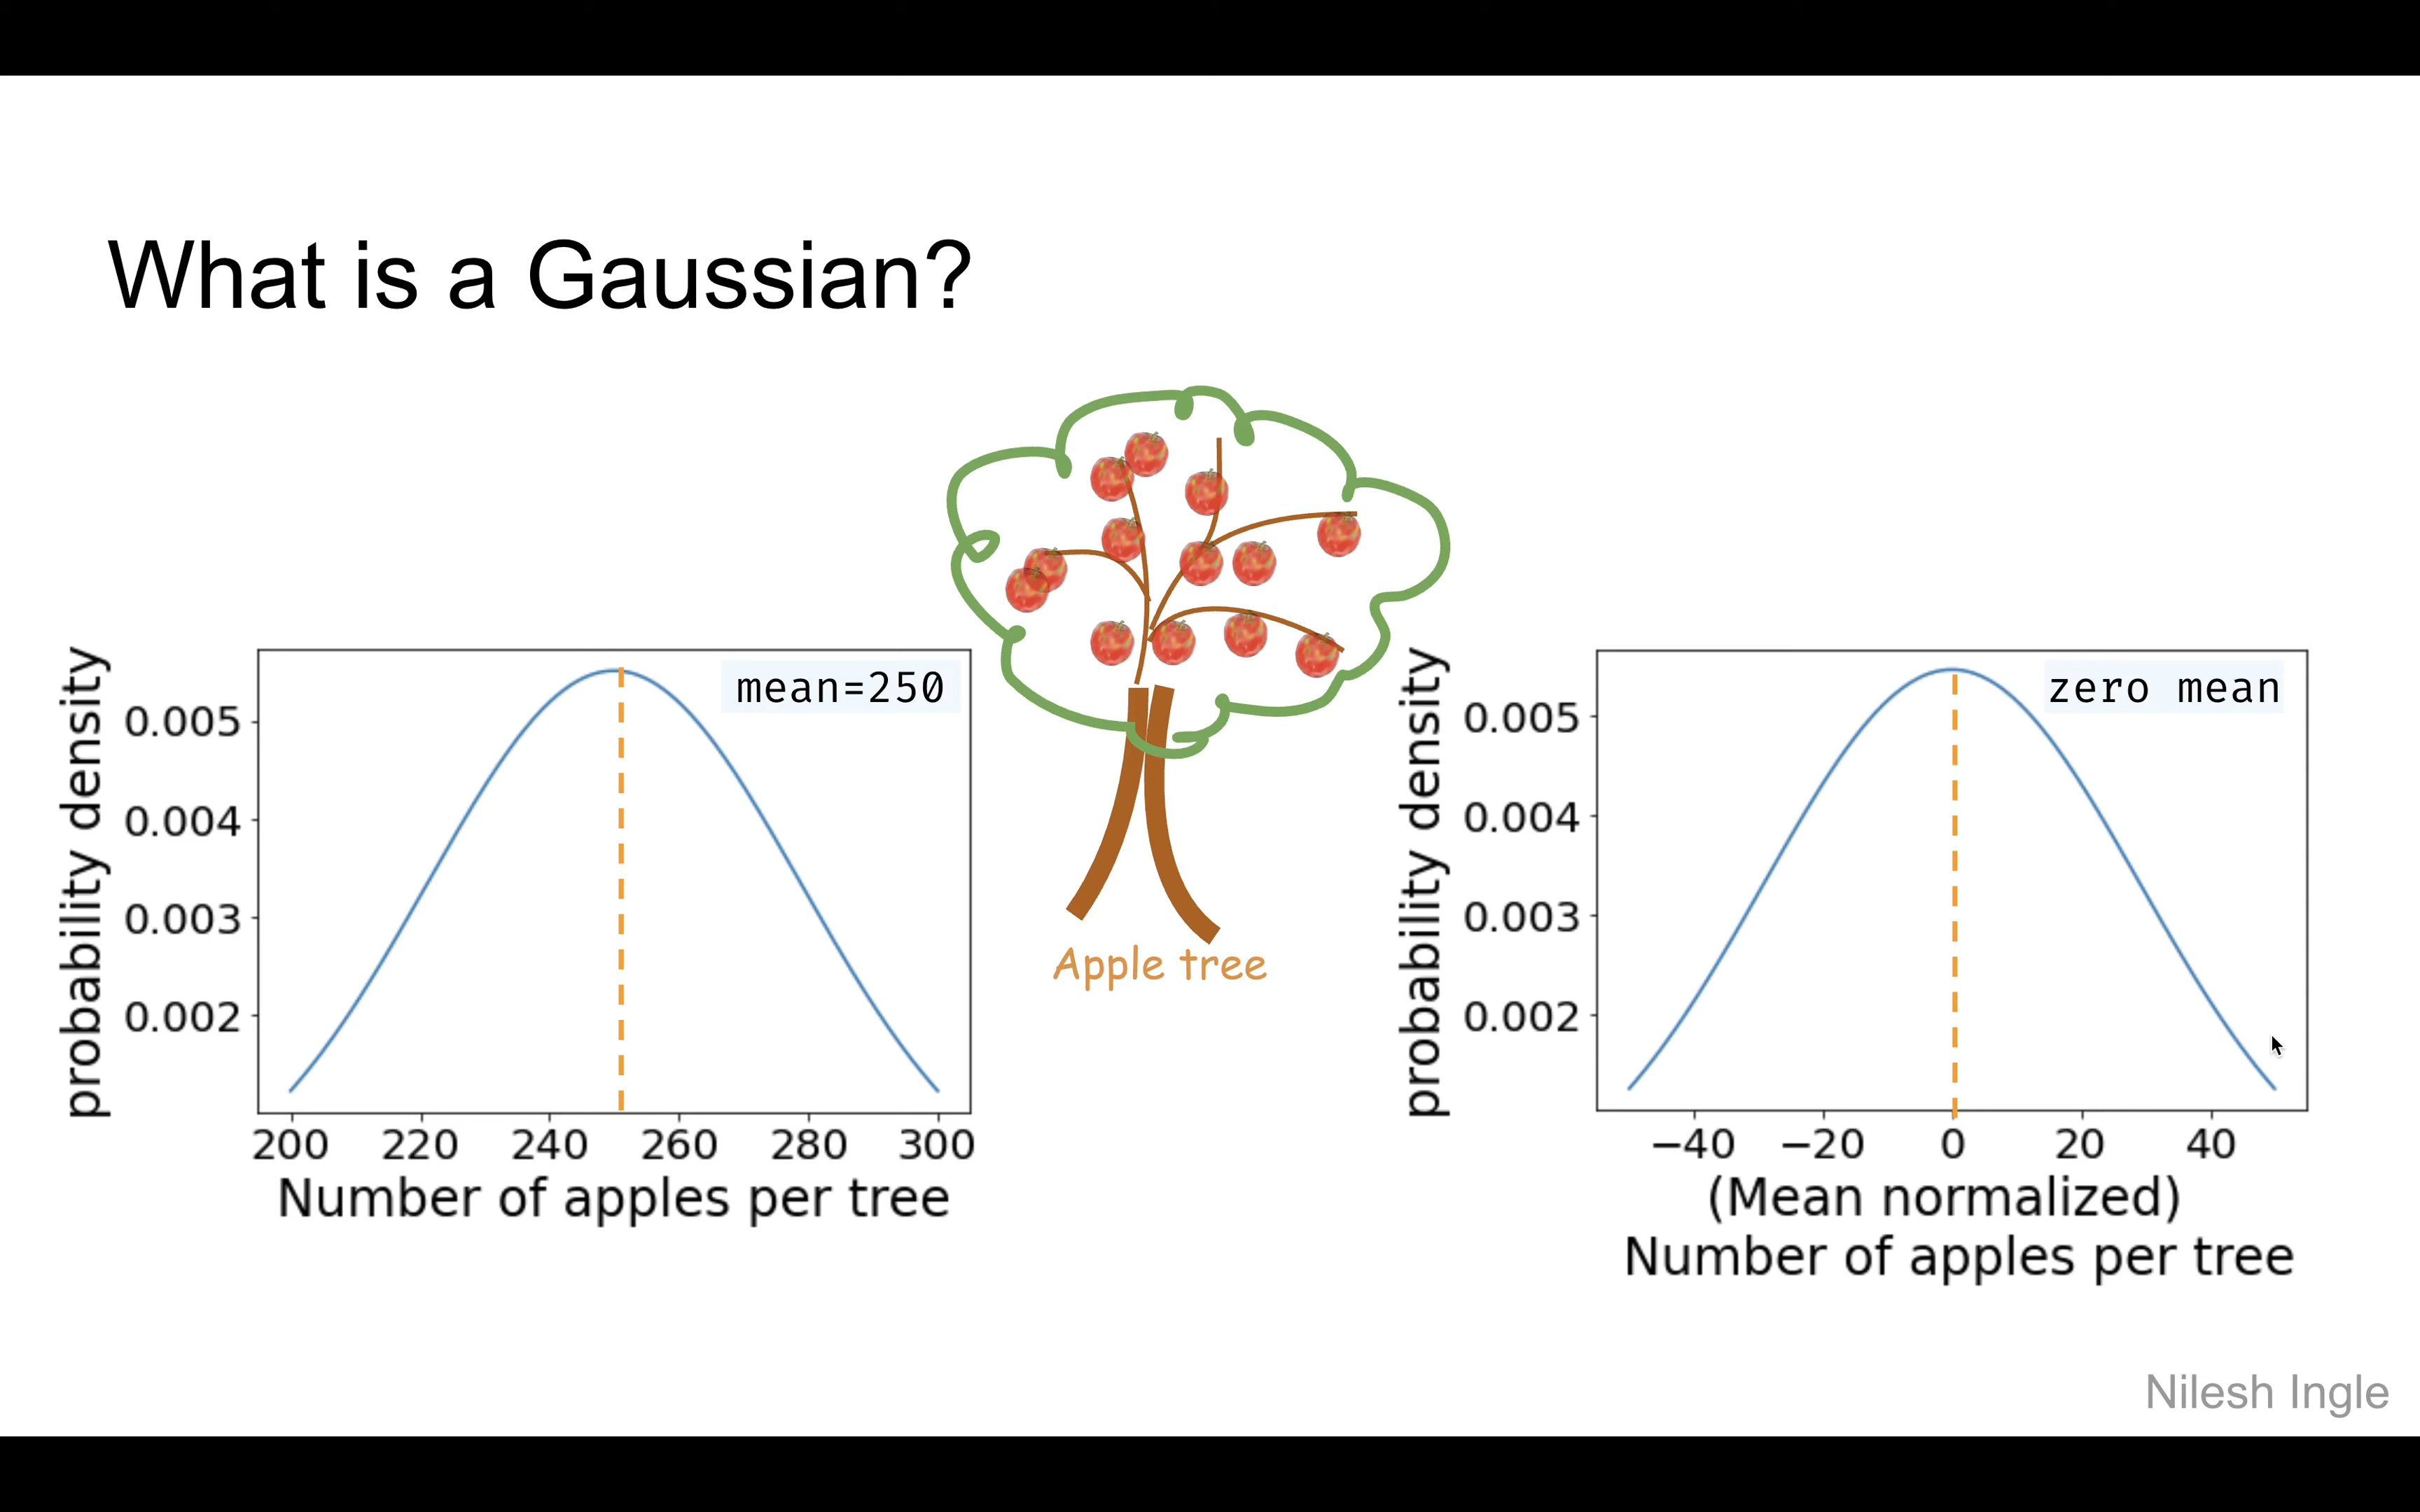 What is a Gaussian?
probability density
0.005
0.004
0.003
0.002
mean=250
200 220 240 260 280 300
Number of apples per tree
Apple tree
probability density
0.005
0.004
0.003
0.002
zero mean
−40 −20 0 20 40
(Mean normalized)
Number of apples per tree
Nilesh Ingle